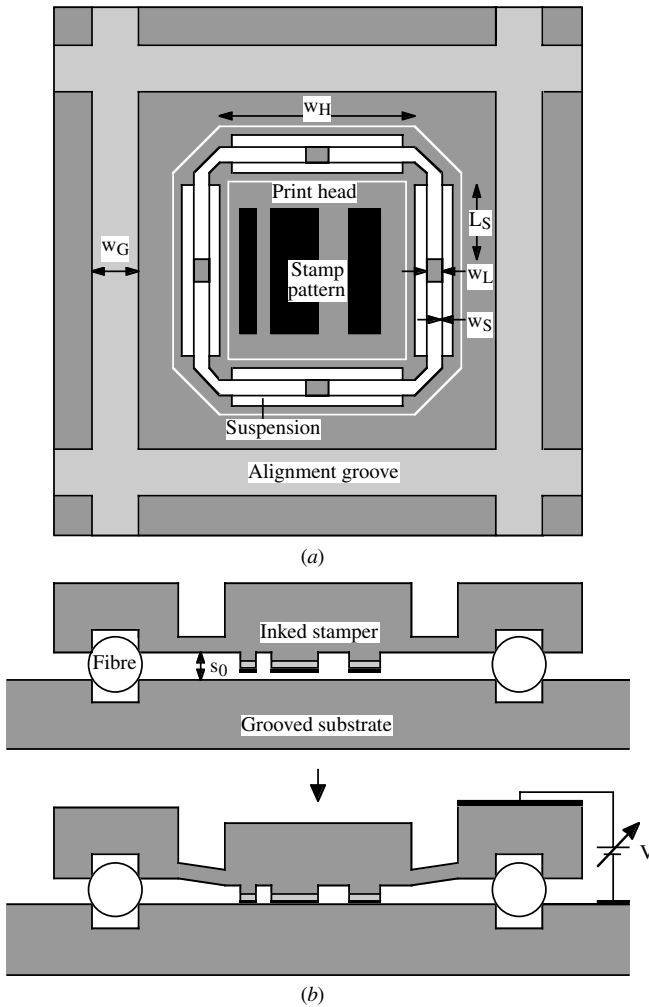 wH
Print head
LS
wG
Stamp
pattern
wL
wS
Suspension
Alignment groove
(a)
Inked stamper
Fibre
s0
Grooved substrate
V
(b)